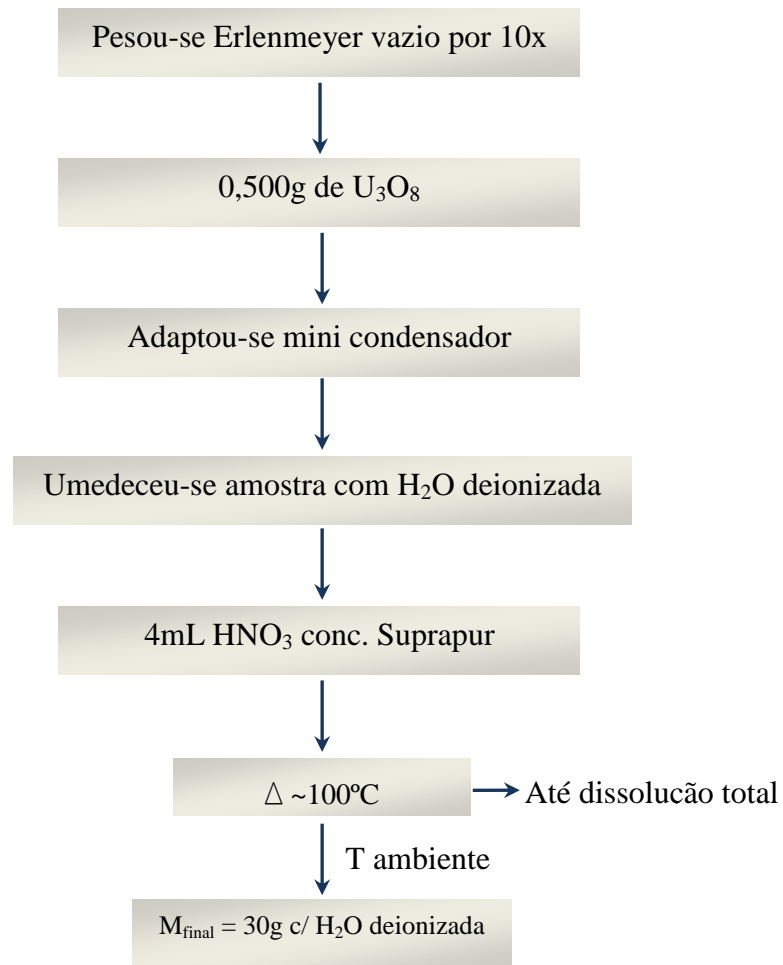 Pesou-se Erlenmeyer vazio por 10x
0,500g de U₃O₈
Adaptou-se mini condensador
Umedeceu-se amostra com H₂O deionizada
4mL HNO₃ conc. Suprapur
△ ~100ºC
Até dissolução total
T ambiente
M_final = 30g c/ H₂O deionizada